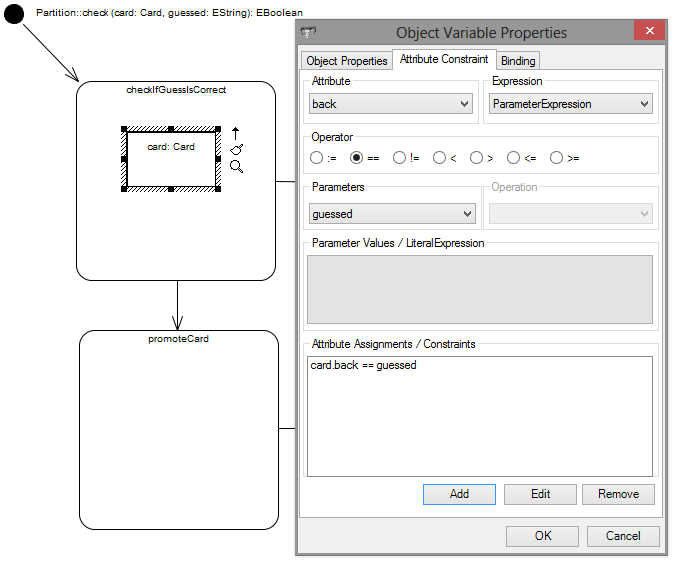 Partition::check (card: Card, guessed: EString): EBoolean
checkIfGuessIsCorrect
card: Card
promoteCard
Object Variable Properties
Object Properties
Attribute Constraint
Binding
Attribute
back
Expression
ParameterExpression
Operator
:=
==
!=
<
>
<=
>=
Parameters
guessed
Operation
Parameter Values / LiteralExpression
Attribute Assignments / Constraints
card.back == guessed
Add
Edit
Remove
OK
Cancel